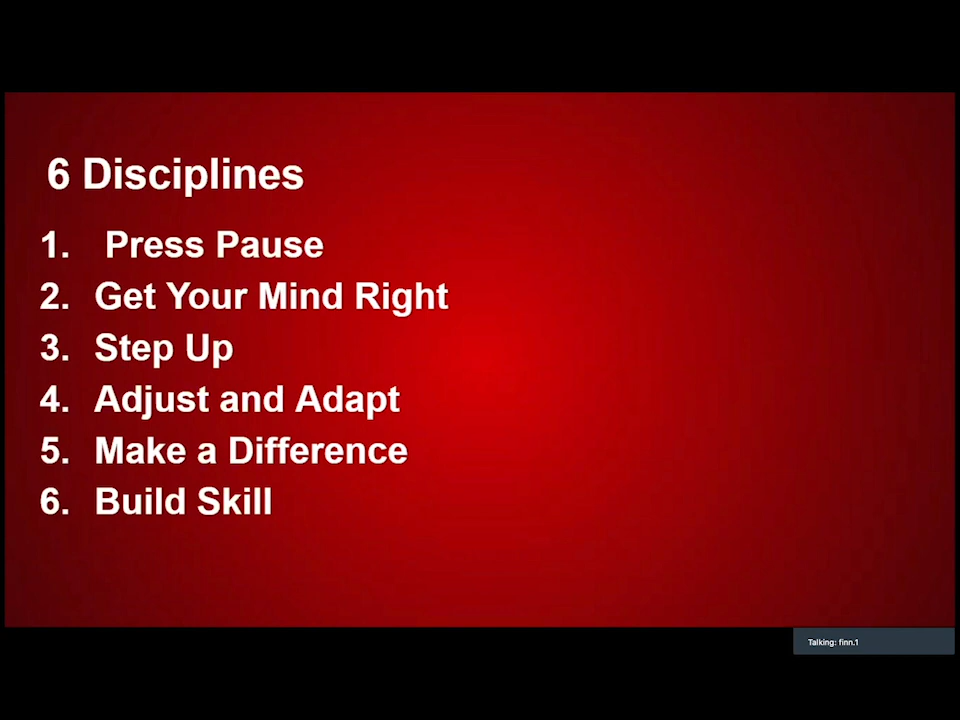 6 Disciplines
1. Press Pause
2. Get Your Mind Right
3. Step Up
4. Adjust and Adapt
5. Make a Difference
6. Build Skill
Talking: finn.1